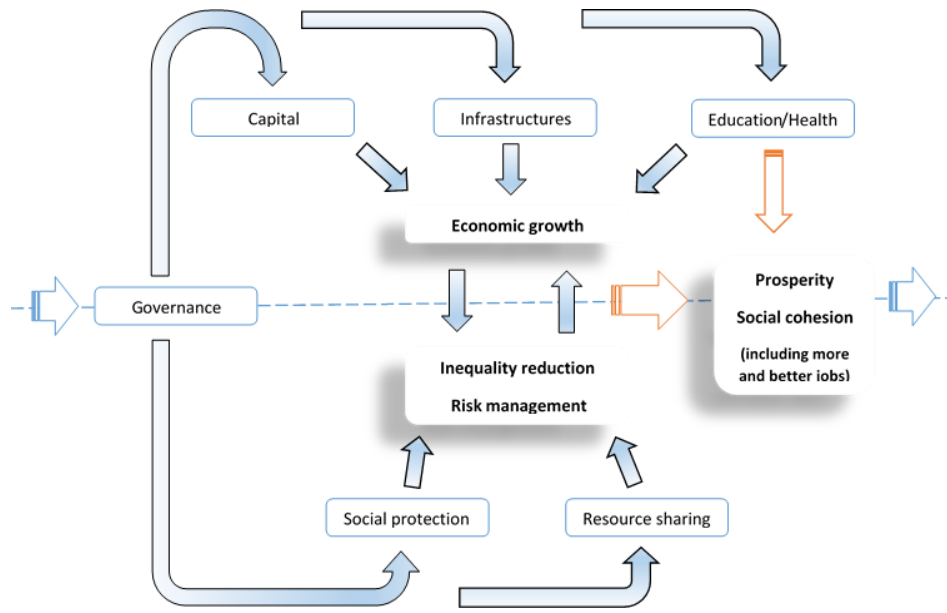 Capital
Infrastructures
Education/Health
Economic growth
Governance
Prosperity
Social cohesion
(including more
and better iobs)
Inequality reduction
Risk management
Social protection
Resource sharing